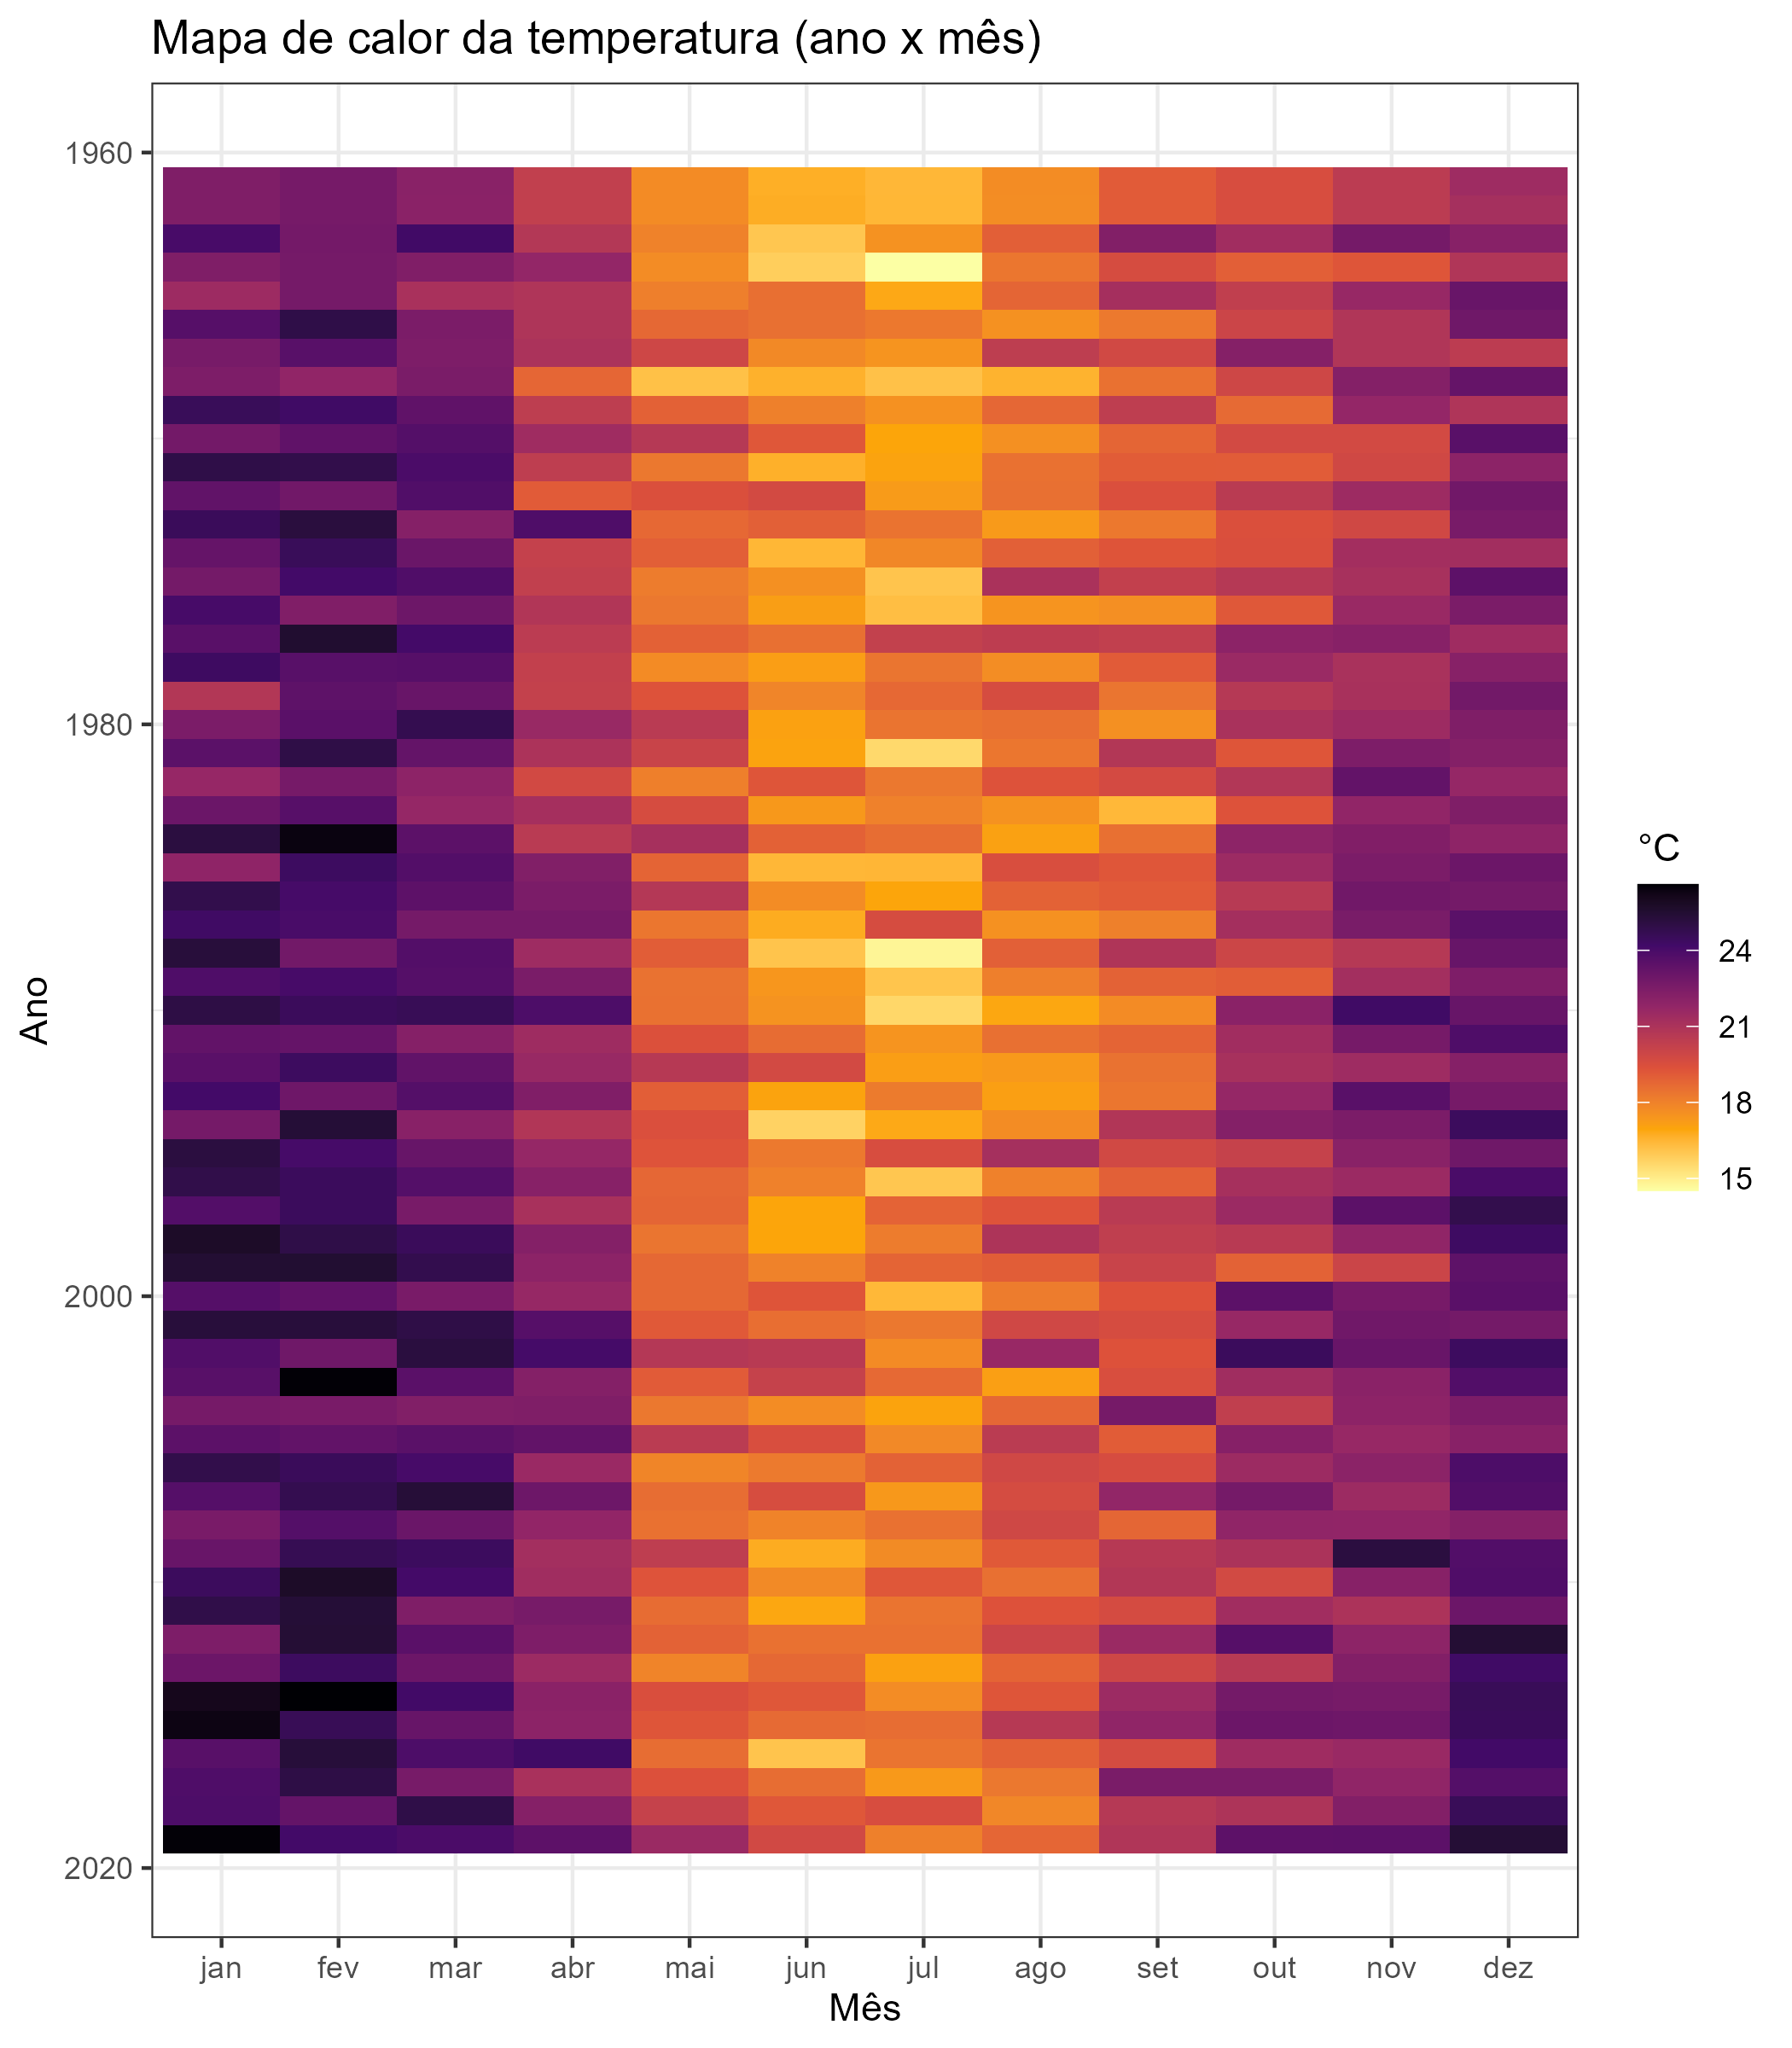 Mapa de calor da temperatura (ano x mês)
1960
1980
2000
2020
Ano
jan fev mar abr mai jun jul ago set out nov dez
Mês
°C
24
21
18
15